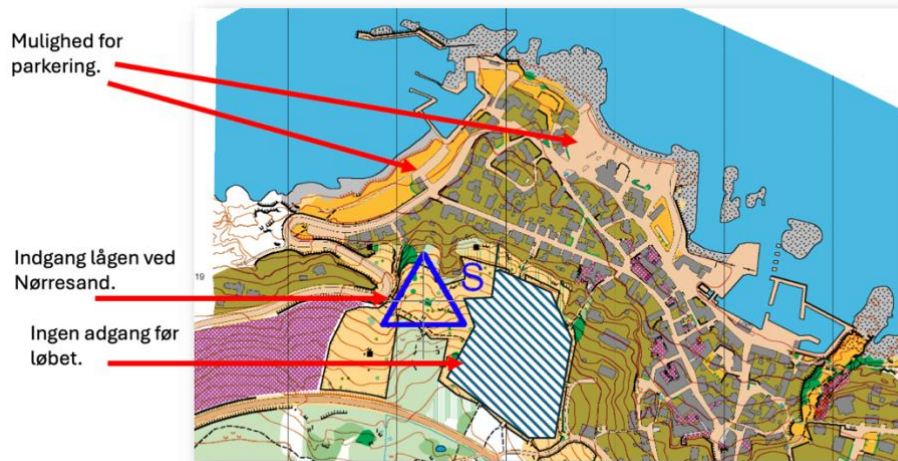 Mulighed for
parkering.
Indgang lågen ved
Nørresand.
Ingen adgang før
løbet.
19
S